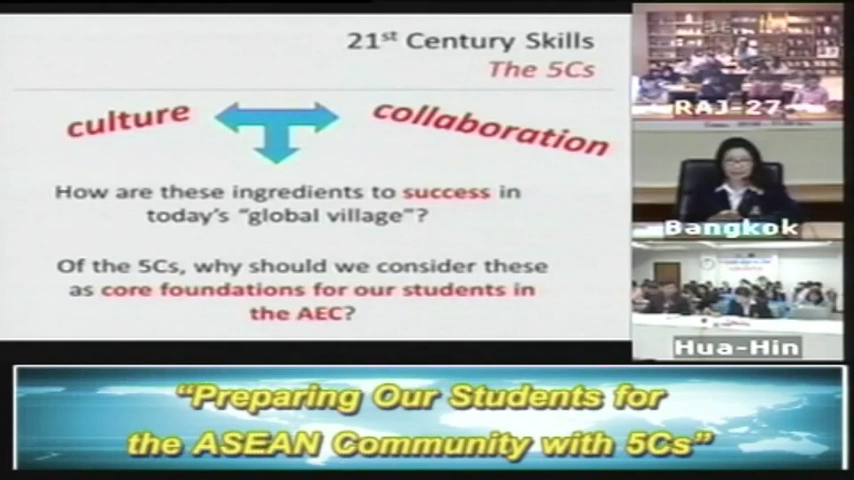 21st Century Skills
The 5Cs
culture
collaboration
How are these ingredients to success in
today's "global village"?
Of the 5Cs, why should we consider these
as core foundations for our students in
the AEC?
RAJ-27
Bangkok
Hua-Hin
"Preparing Our Students for
the ASEAN Community with 5Cs"